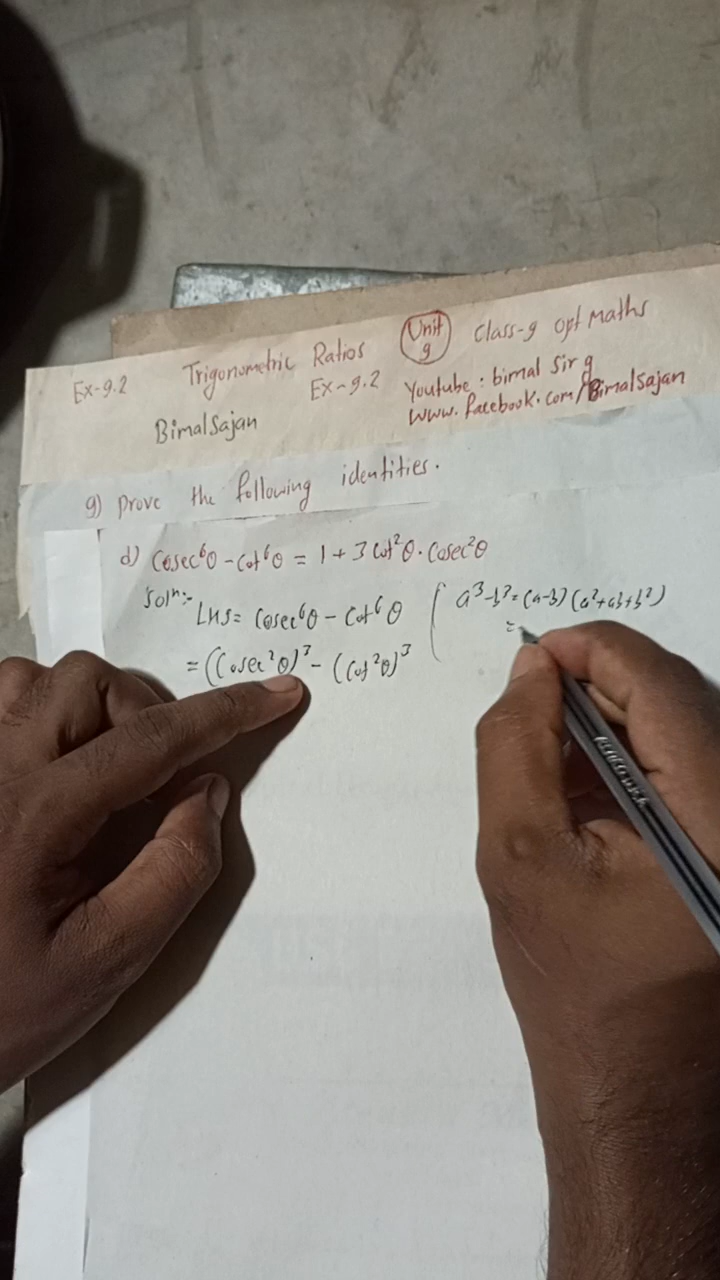 Ex-9.2 Trigonometric Ratios Unit 9 Class-9 opt Maths
Ex-9.2 Youtube : bimal sir g
BimalSajan www.facebook.com/BimalSajan
9) prove the following identities.
d) Cosec⁶θ - Cot⁶θ = 1 + 3 Cot²θ. Cosec²θ
Solⁿ:-
LHS = Cosec⁶θ - Cot⁶θ
a³-b³=(a-b)(a²+ab+b²)
=
= (Cosec²θ)³ - (Cot²θ)³